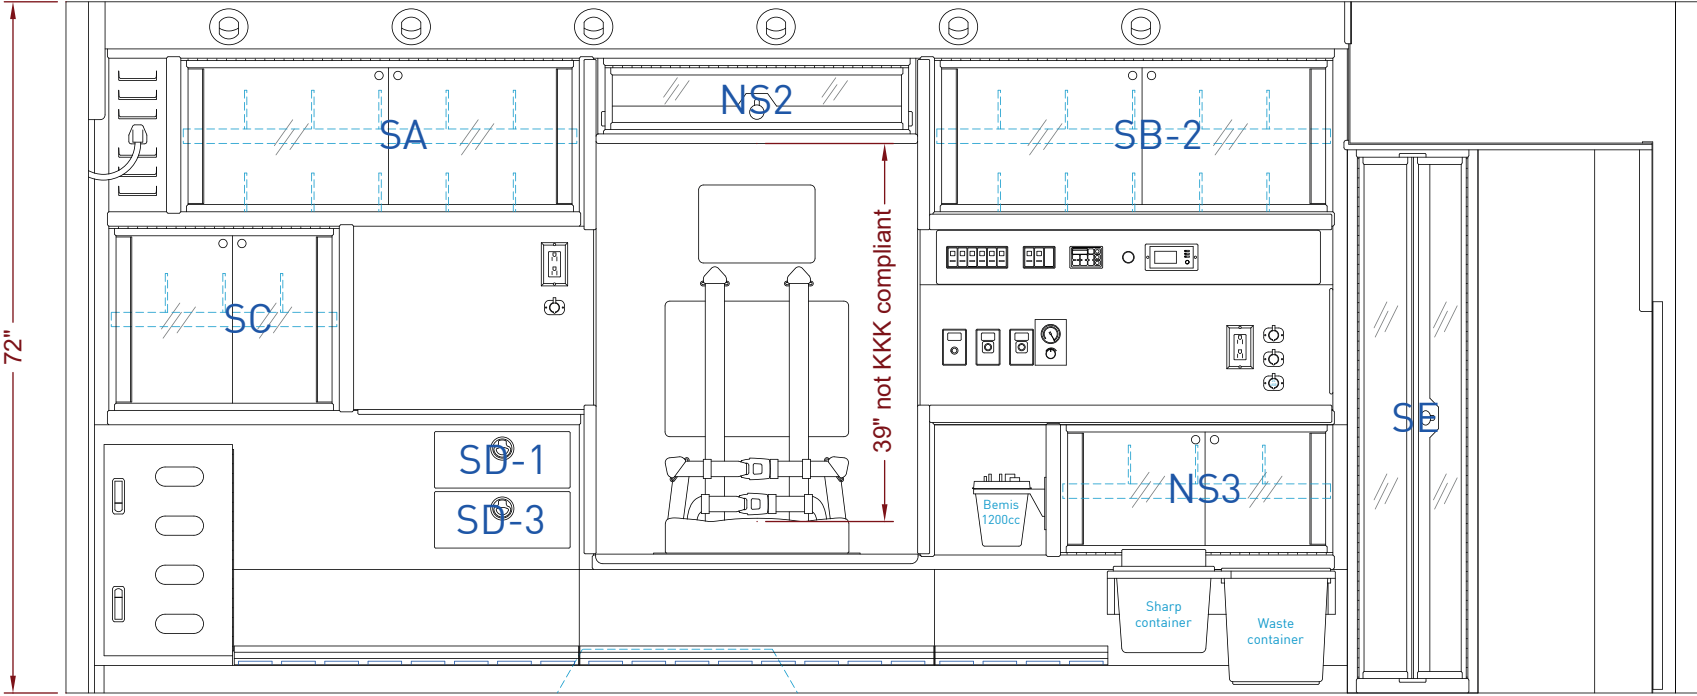 72"
SA
NS2
SB-2
SC
39" not KKK compliant
SE
SD-1
SD-3
NS3
Bemis
1200cc
Sharp
container
Waste
container